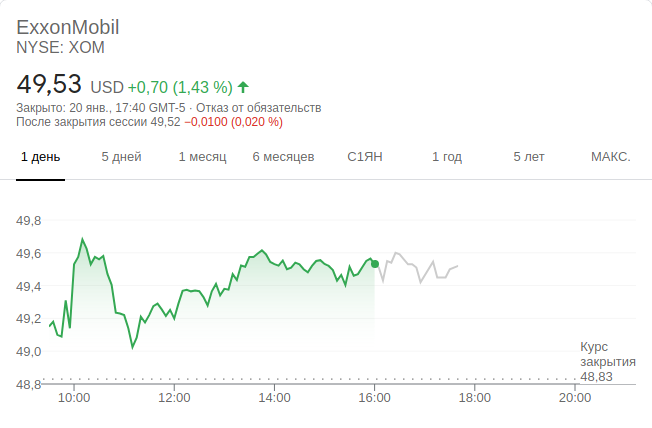 ExxonMobil
NYSE: XOM
49,53 USD +0,70 (1,43 %)
Закрыто: 20 янв., 17:40 GMT-5 · Отказ от обязательств
После закрытия сессии 49,52 −0,0100 (0,020 %)
1 день 5 дней 1 месяц 6 месяцев С1ЯН 1 год 5 лет МАКС.
49,8
49,6
49,4
49,2
49,0
48,8
Курс
закрытия
48,83
10:00 12:00 14:00 16:00 18:00 20:00